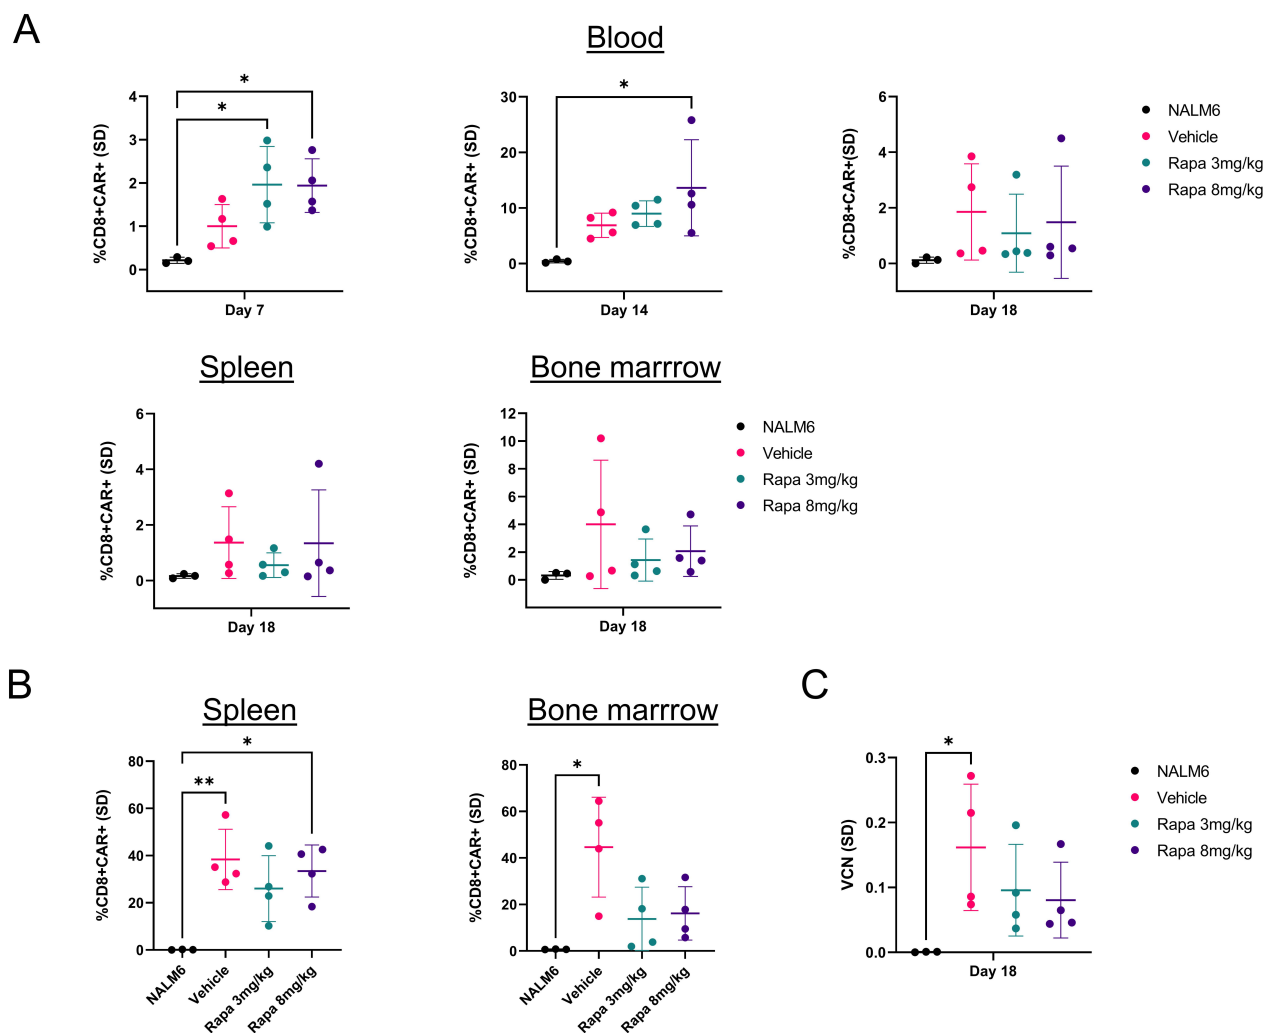 A
Blood
%CD8+CAR+ (SD)
4
3
2
1
0
*
*
Day 7
%CD8+CAR+ (SD)
30
20
10
0
*
Day 14
%CD8+CAR+(SD)
6
4
2
0
Day 18
NALM6
Vehicle
Rapa 3mg/kg
Rapa 8mg/kg
Spleen
%CD8+CAR+ (SD)
6
4
2
0
Day 18
Bone marrrow
%CD8+CAR+ (SD)
12
10
8
6
4
2
0
Day 18
NALM6
Vehicle
Rapa 3mg/kg
Rapa 8mg/kg
B
Spleen
%CD8+CAR+ (SD)
80
60
40
20
0
*
**
NALM6
Vehicle
Rapa 3mg/kg
Rapa 8mg/kg
Bone marrrow
%CD8+CAR+ (SD)
80
60
40
20
0
*
NALM6
Vehicle
Rapa 3mg/kg
Rapa 8mg/kg
C
VCN (SD)
0.3
0.2
0.1
0.0
*
Day 18
NALM6
Vehicle
Rapa 3mg/kg
Rapa 8mg/kg